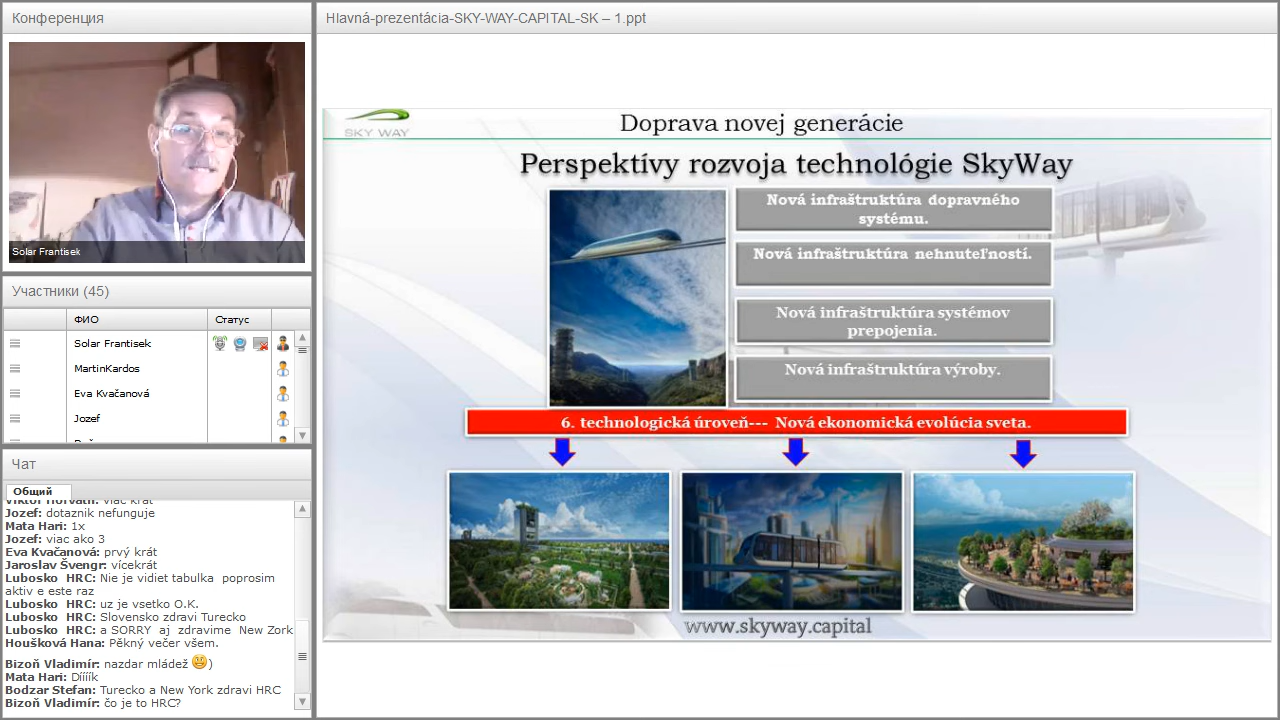 Конференция
Solar Frantisek
Участники (45)
ФИО
Статус
Solar Frantisek
MartinKardos
Eva Kvačanová
Jozef
Чат
Общий
Viktor Horváth: viac krát
Jozef: dotaznik nefunguje
Mata Hari: 1x
Jozef: viac ako 3
Eva Kvačanová: prvý krát
Jaroslav Švengr: vícekrát
Lubosko HRC: Nie je vidiet tabulka poprosim
aktiv e este raz
Lubosko HRC: uz je vsetko O.K.
Lubosko HRC: Slovensko zdravi Turecko
Lubosko HRC: a SORRY aj zdravime New Zork
Houšková Hana: Pěkný večer všem.
Bizoň Vladimír: nazdar mládež )
Mata Hari: Dííík
Bodzar Stefan: Turecko a New York zdravi HRC
Bizoň Vladimír: čo je to HRC?
Hlavná-prezentácia-SKY-WAY-CAPITAL-SK – 1.ppt
SKY WAY
Doprava novej generácie
Perspektívy rozvoja technológie SkyWay
Nová infraštruktúra dopravného
systému.
Nová infraštruktúra nehnuteľností.
Nová infraštruktúra systémov
prepojenia.
Nová infraštruktúra výroby.
6. technologická úroveň--- Nová ekonomická evolúcia sveta.
www.skyway.capital